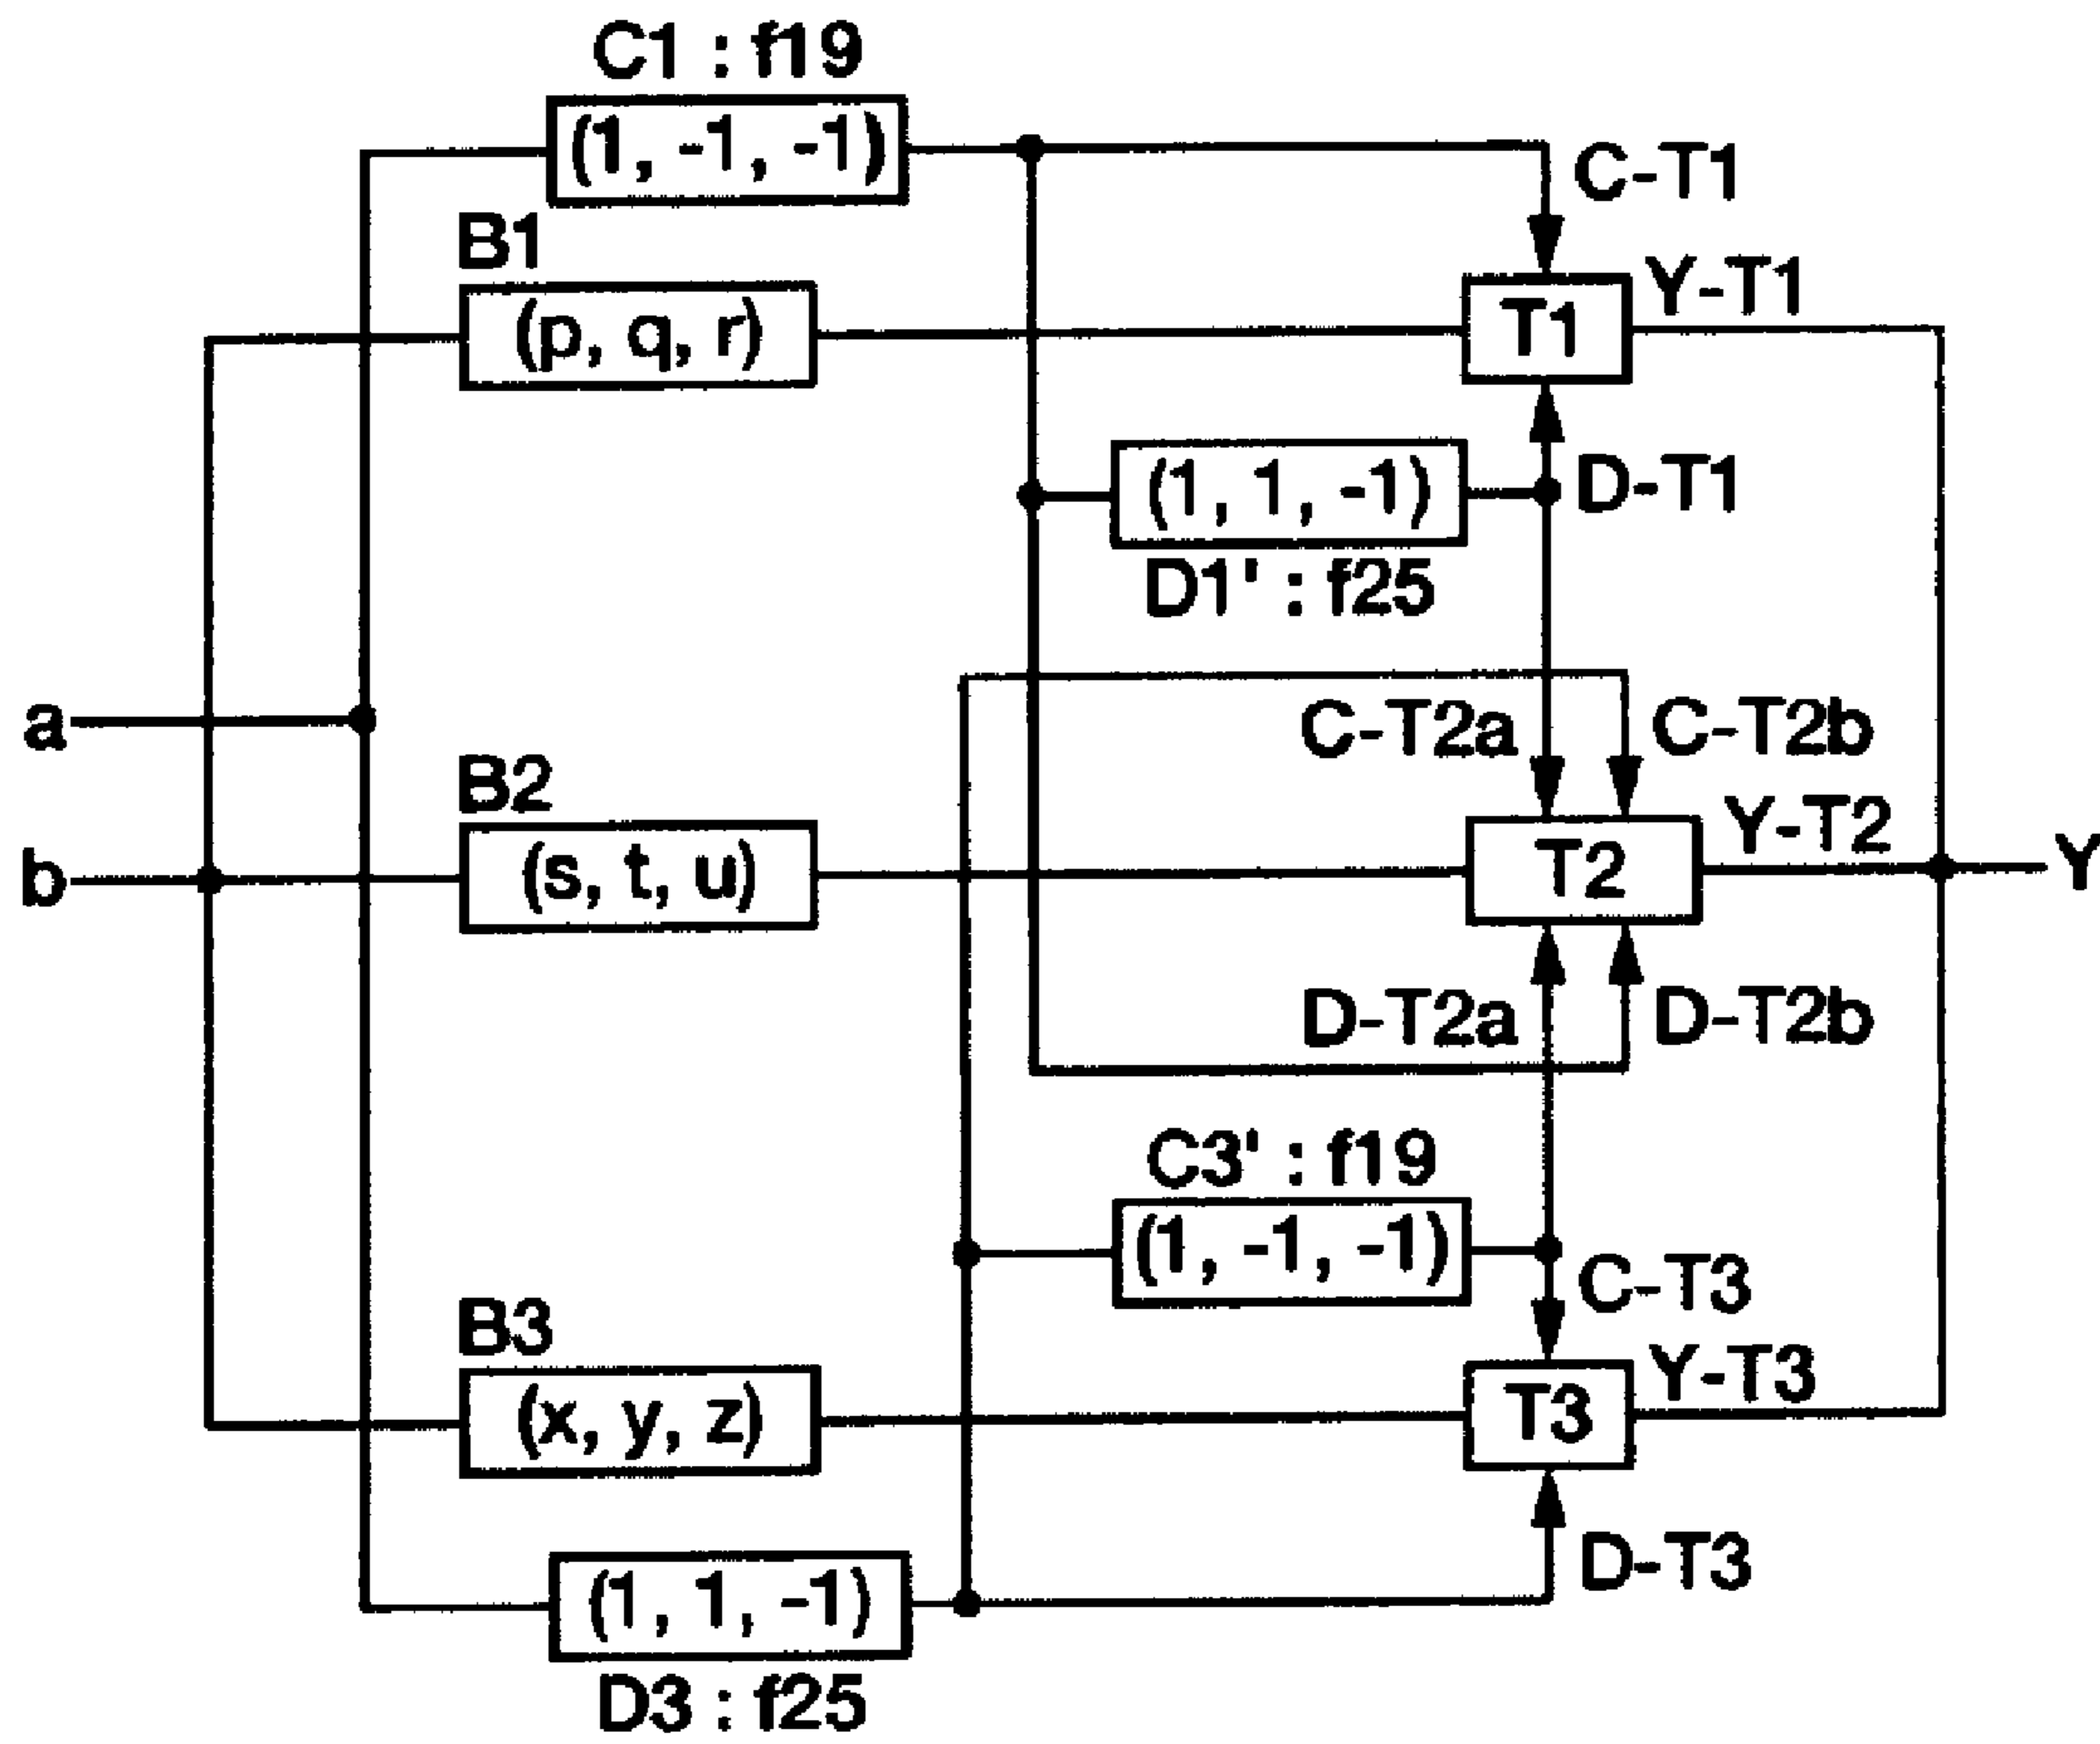 C1 : f19
(1, -1, -1)
C-T1
B1
(p, q, r)
T1
Y-T1
(1, 1, -1)
D-T1
D1' : f25
a
C-T2a
C-T2b
B2
b
(s, t, u)
T2
Y-T2
Y
D-T2a
D-T2b
C3' : f19
(1, -1, -1)
C-T3
B3
(x, y, z)
T3
Y-T3
(1, 1, -1)
D-T3
D3 : f25